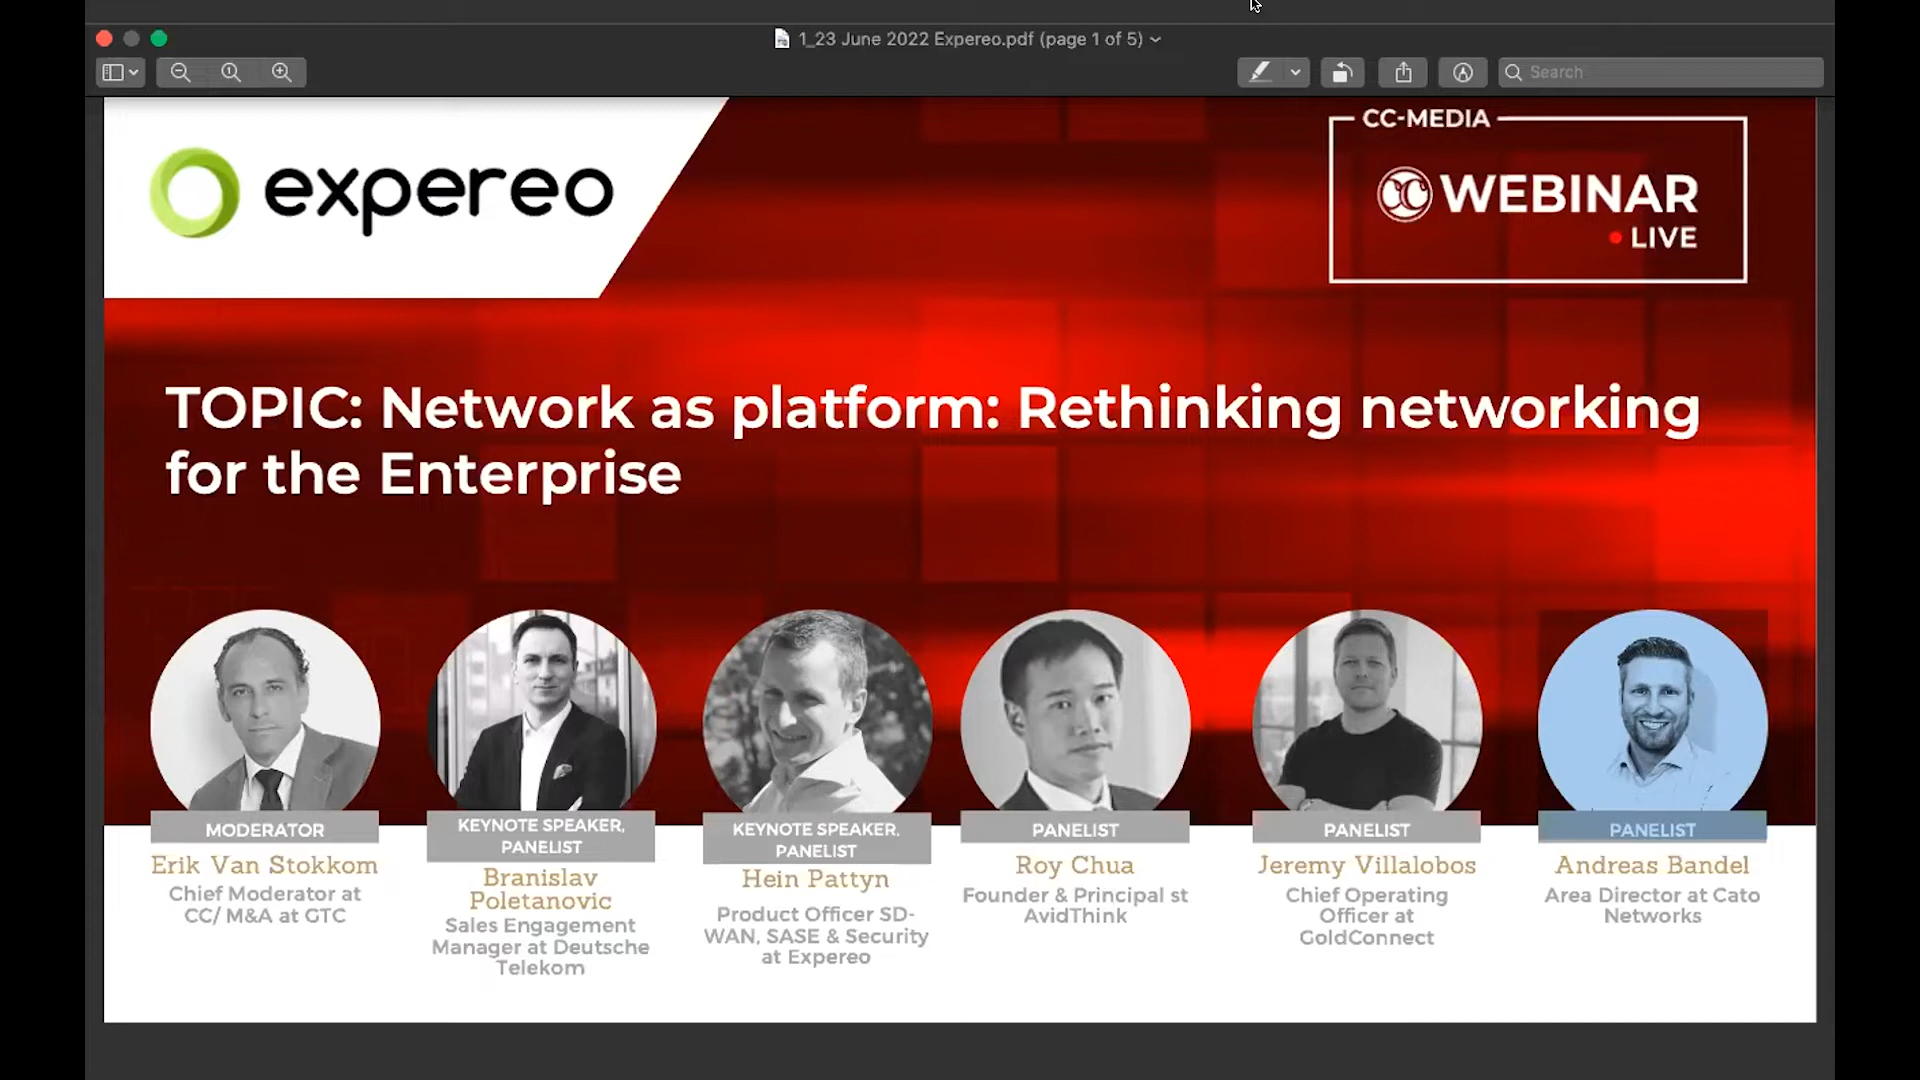 1_23 June 2022 Expereo.pdf (page 1 of 5)
Search
expereo
CC-MEDIA
WEBINAR
LIVE
TOPIC: Network as platform: Rethinking networking
for the Enterprise
MODERATOR
Erik Van Stokkom
Chief Moderator at
CC/ M&A at GTC
KEYNOTE SPEAKER,
PANELIST
Branislav
Poletanovic
Sales Engagement
Manager at Deutsche
Telekom
KEYNOTE SPEAKER.
PANELIST
Hein Pattyn
Product Officer SD-
WAN, SASE & Security
at Expereo
PANELIST
Roy Chua
Founder & Principal st
AvidThink
PANELIST
Jeremy Villalobos
Chief Operating
Officer at
GoldConnect
PANELIST
Andreas Bandel
Area Director at Cato
Networks